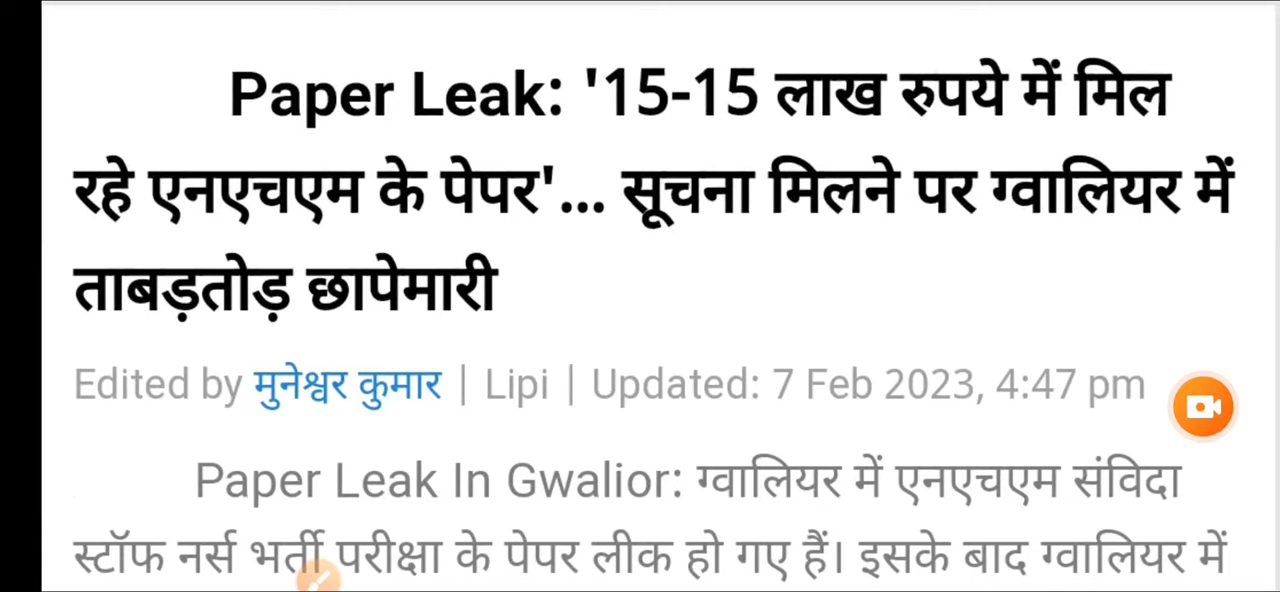 Paper Leak: '15-15 लाख रुपये में मिल
रहे एनएचएम के पेपर'... सूचना मिलने पर ग्वालियर में
ताबड़तोड़ छापेमारी
Edited by मुनेश्वर कुमार | Lipi | Updated: 7 Feb 2023, 4:47 pm
Paper Leak In Gwalior: ग्वालियर में एनएचएम संविदा
स्टॉफ नर्स भर्ती परीक्षा के पेपर लीक हो गए हैं। इसके बाद ग्वालियर में